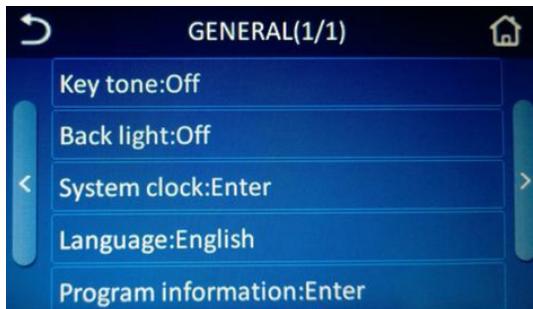 GENERAL(1/1)
Key tone:Off
Back light:Off
< System clock:Enter >
Language:English
Program information:Enter